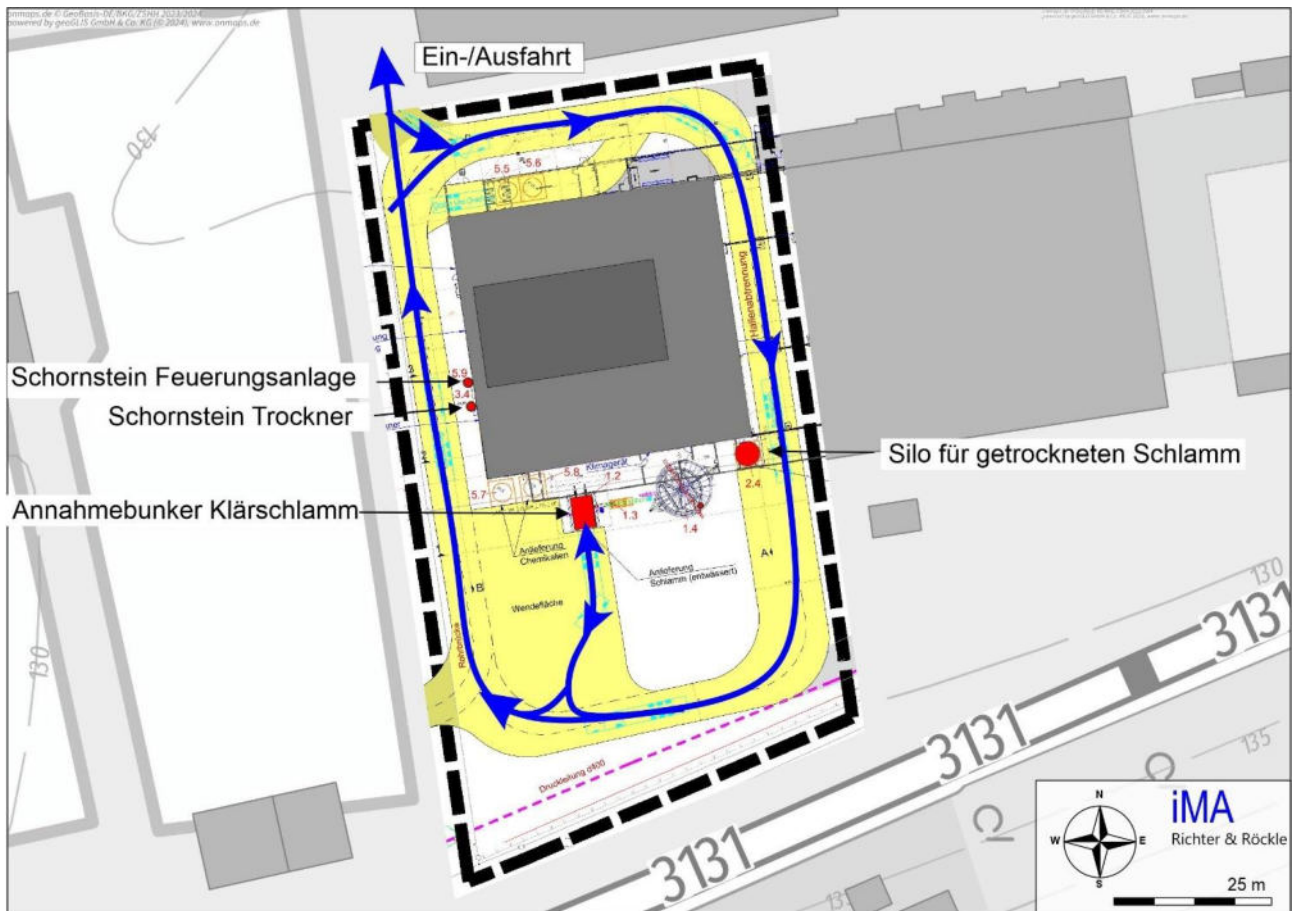 onmaps.de © GeoBasis-DE/BKG/ZSHH 2023/2024
powered by geoGLIS GmbH & Co. KG (© 2024), www.onmaps.de
Ein-/Ausfahrt
130
5.5
5.6
Hallenabtrennung
Schornstein Feuerungsanlage
5.9
3.4
Schornstein Trockner
Silo für getrockneten Schlamm
2.4
Klimagerät
5.8
1.2
5.7
Annahmebunker Klärschlamm
1.3
1.4
Anlieferung
Chemikalien
Anlieferung
Schlamm (entwässert)
A
B
Wendefläche
Rohrbrücke
130
130
3131
3131
3131
135
Druckleitung d400
N
W
E
S
iMA
Richter & Röckle
25 m